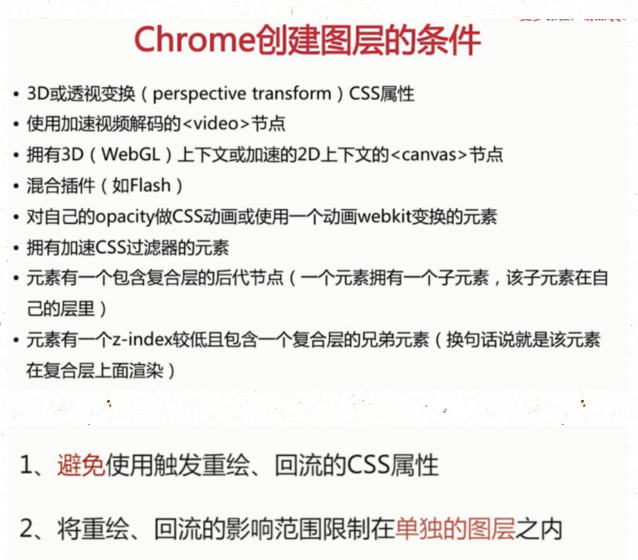 Chrome创建图层的条件
• 3D或透视变换（perspective transform）CSS属性
• 使用加速视频解码的<video>节点
• 拥有3D（WebGL）上下文或加速的2D上下文的<canvas>节点
• 混合插件（如Flash）
• 对自己的opacity做CSS动画或使用一个动画webkit变换的元素
• 拥有加速CSS过滤器的元素
• 元素有一个包含复合层的后代节点（一个元素拥有一个子元素，该子元素在自
己的层里）
• 元素有一个z-index较低且包含一个复合层的兄弟元素（换句话说就是该元素
在复合层上面渲染）
1、避免使用触发重绘、回流的CSS属性
2、将重绘、回流的影响范围限制在单独的图层之内